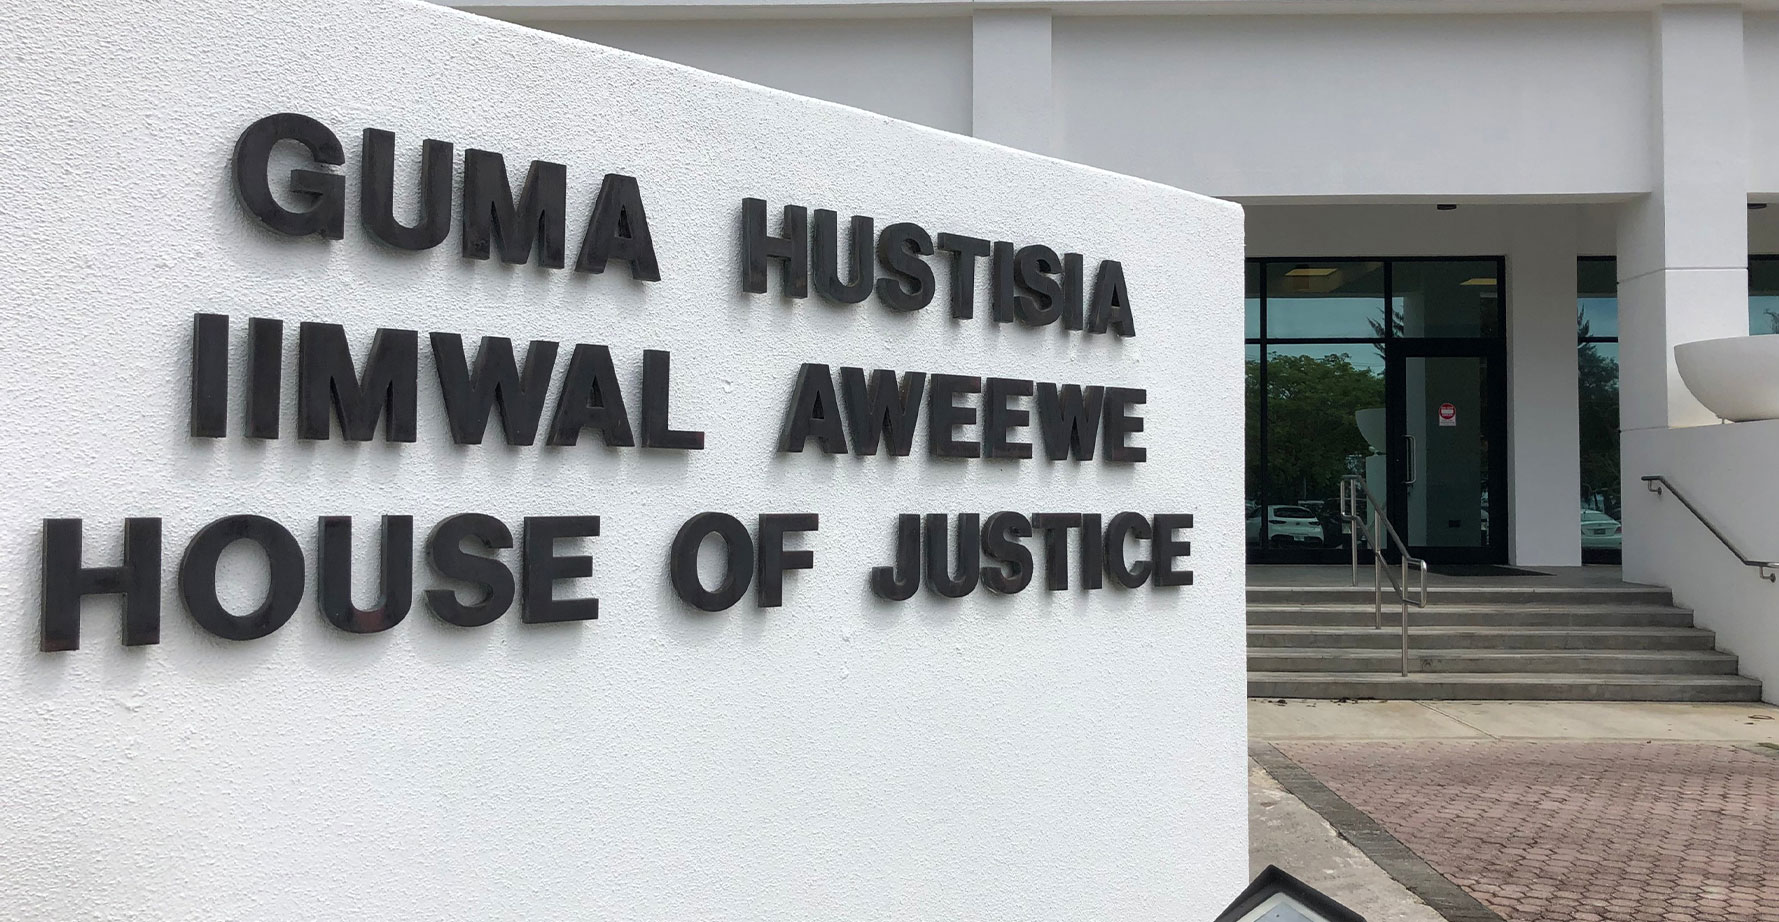 GUMA HUSTISIA
IIMWAL AWEEWE
HOUSE OF JUSTICE